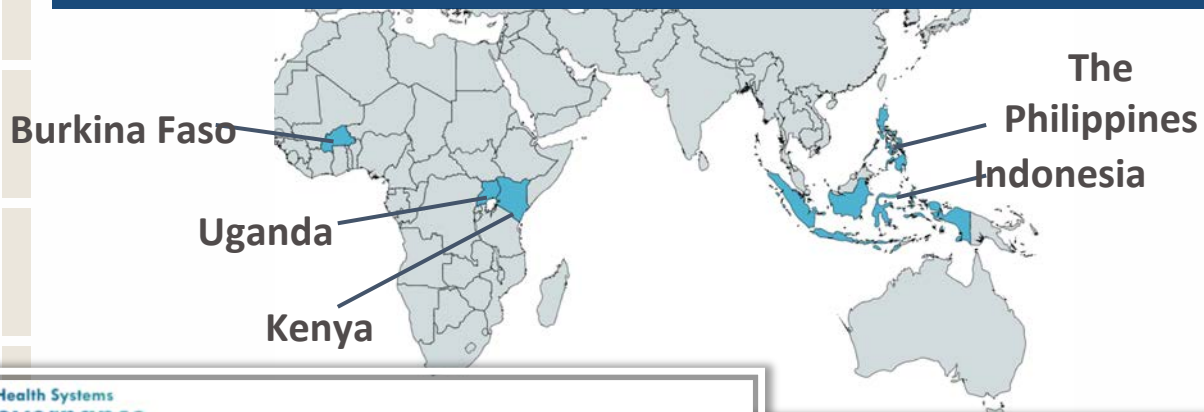 The
Philippines
Burkina Faso
Indonesia
Uganda
Kenya
Health Systems